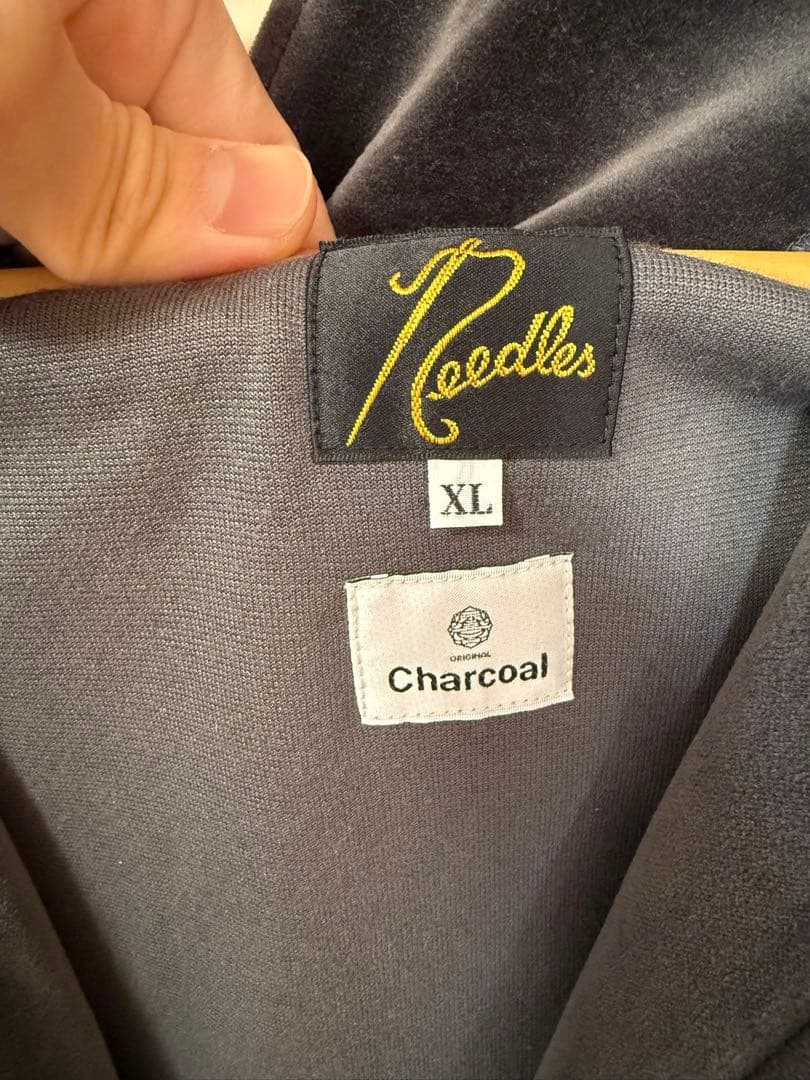 Needles
XL
ORIGINAL
Charcoal